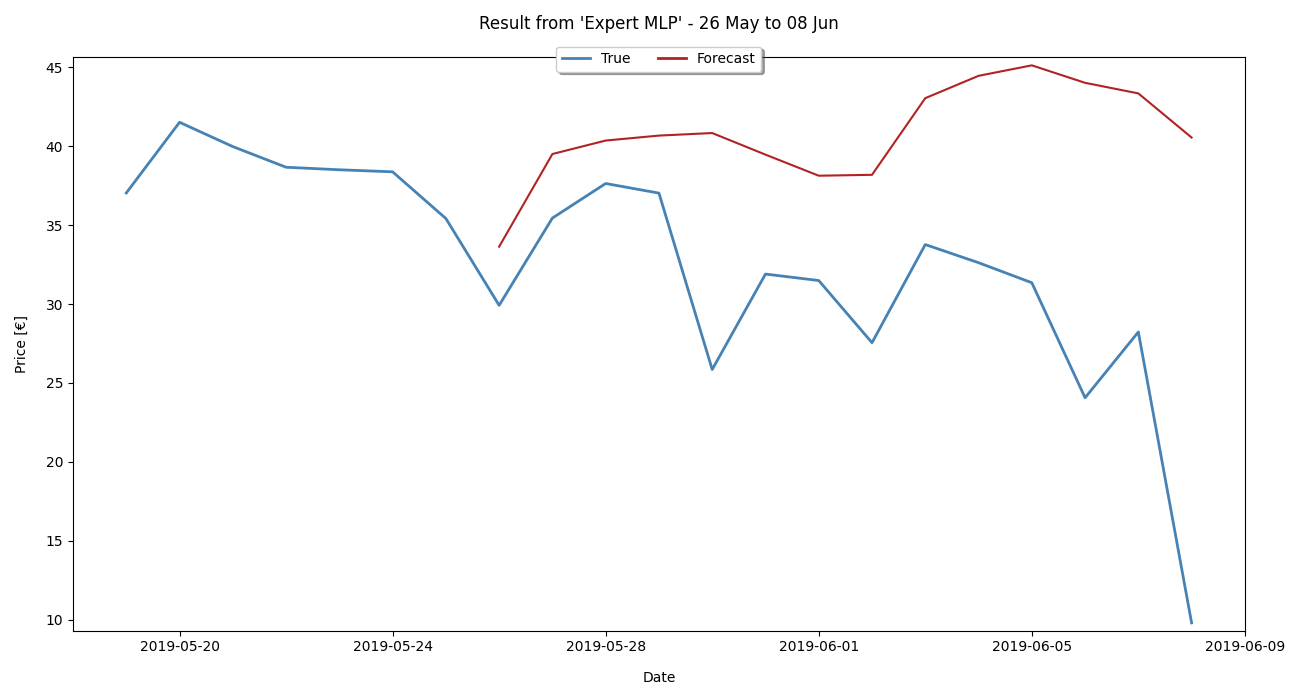 Result from 'Expert MLP' - 26 May to 08 Jun
True Forecast
45
40
35
30
25
20
15
10
Price [€]
2019-05-20 2019-05-24 2019-05-28 2019-06-01 2019-06-05 2019-06-09
Date